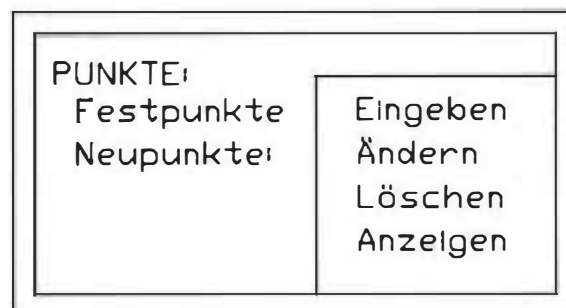 PUNKTE:
Festpunkte
Neupunkte:
Eingeben
Ändern
Löschen
Anzeigen